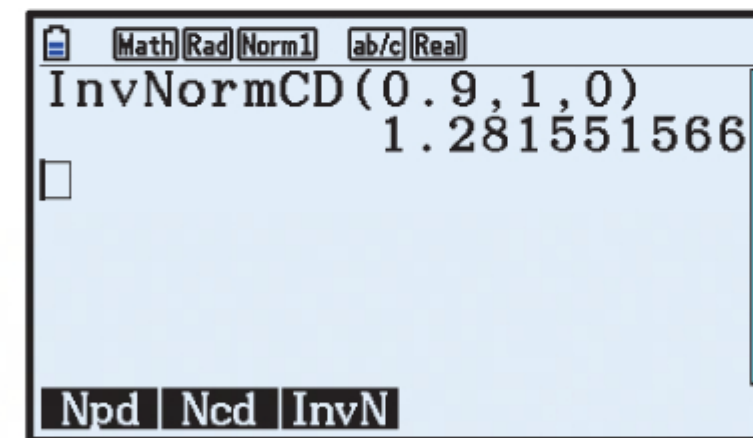 Math Rad Norm1 ab/c Real
InvNormCD(0.9,1,0)
1.281551566
Npd Ncd InvN